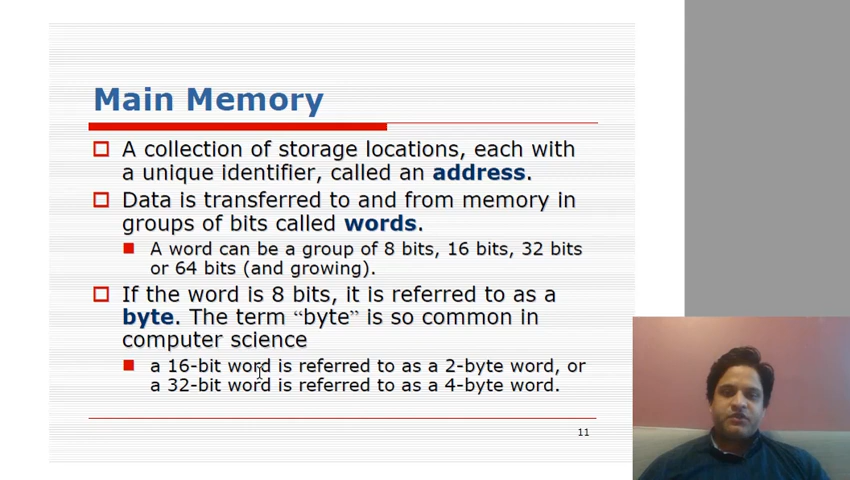 Main Memory
A collection of storage locations, each with
a unique identifier, called an address.
Data is transferred to and from memory in
groups of bits called words.
A word can be a group of 8 bits, 16 bits, 32 bits
or 64 bits (and growing).
If the word is 8 bits, it is referred to as a
byte. The term “byte” is so common in
computer science
a 16-bit word is referred to as a 2-byte word, or
a 32-bit word is referred to as a 4-byte word.
11